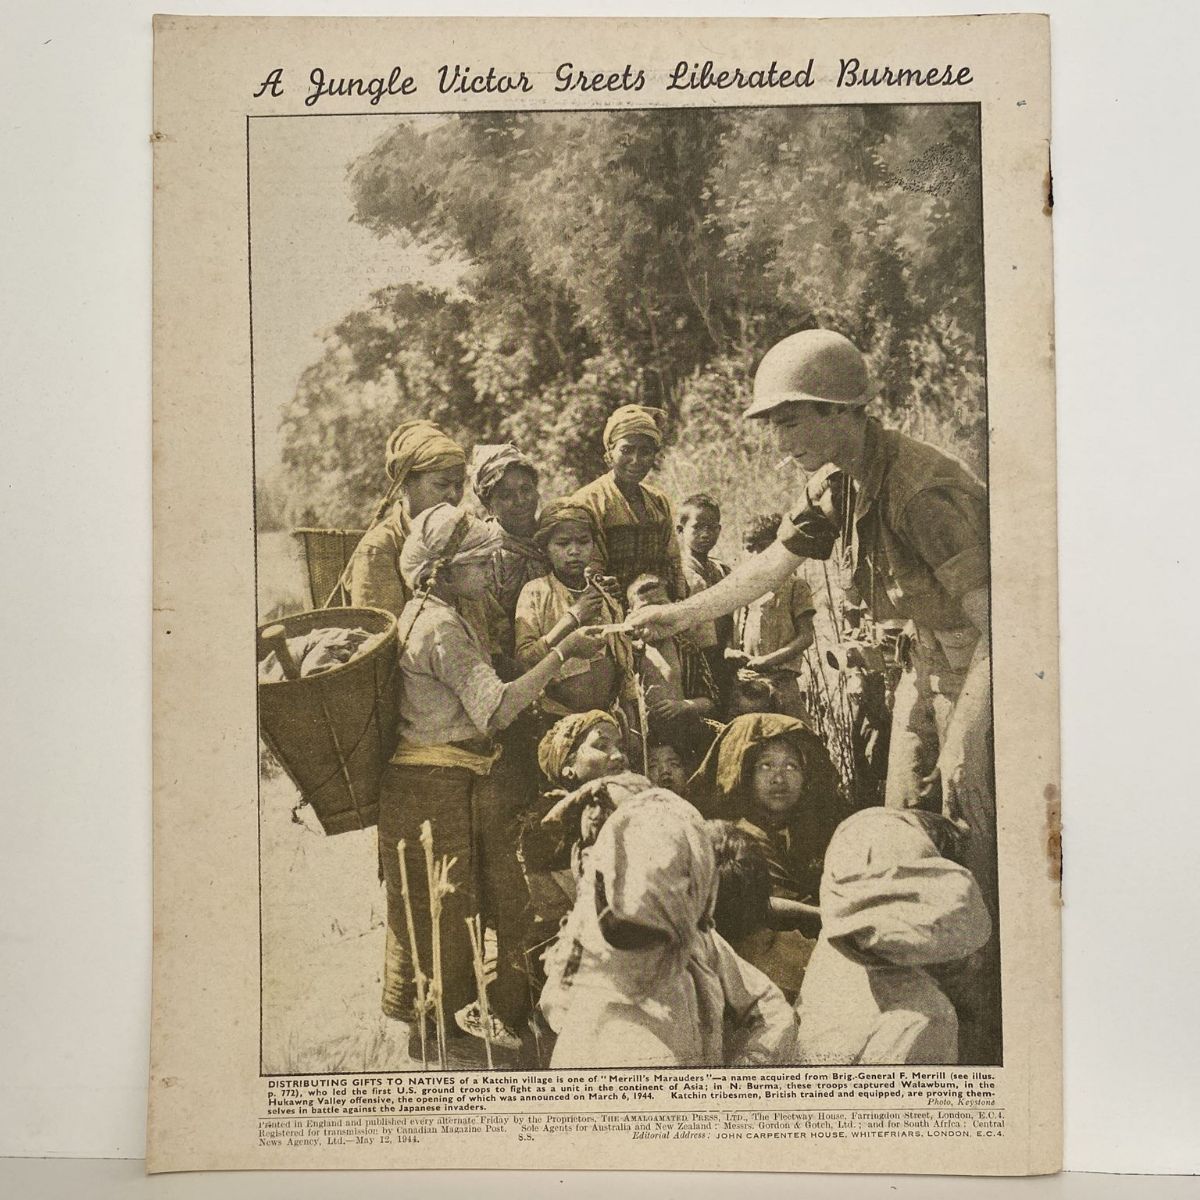 A Jungle Victor Greets Liberated Burmese
DISTRIBUTING GIFTS TO NATIVES of a Katchin village is one of "Merrill's Marauders"—a name acquired from Brig.-General F. Merrill (see illus.
p. 772), who led the first U.S. ground troops to fight as a unit in the continent of Asia; in N. Burma, these troops captured Walawbum, in the
Hukawng Valley offensive, the opening of which was announced on March 6, 1944. Katchin tribesmen, British trained and equipped, are proving them-
selves in battle against the Japanese invaders. Photo, Keystone
Printed in England and published every alternate Friday by the Proprietors, THE AMALGAMATED PRESS, LTD., The Fleetway House, Farringdon Street, London, E.C.4.
Registered for transmission by Canadian Magazine Post. Sole Agents for Australia and New Zealand: Messrs. Gordon & Gotch, Ltd.; and for South Africa: Central
News Agency, Ltd.—May 12, 1944. S.S. Editorial Address: JOHN CARPENTER HOUSE, WHITEFRIARS, LONDON, E.C.4.